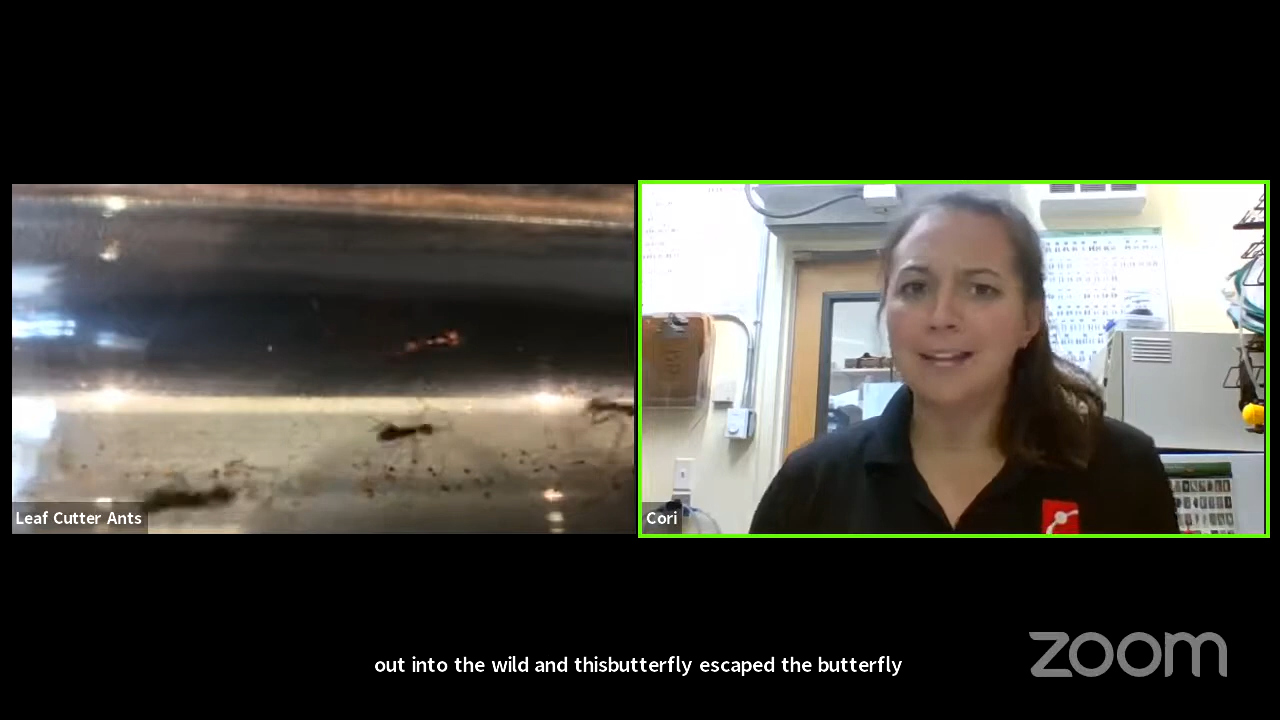 Leaf Cutter Ants
Cori
out into the wild and thisbutterfly escaped the butterfly
zoom